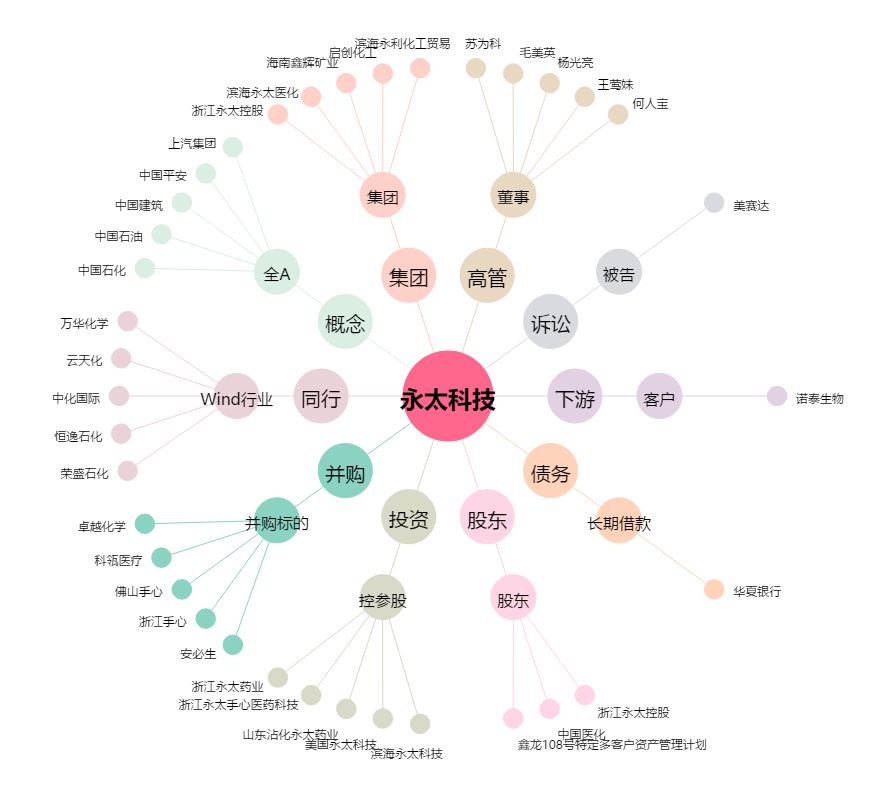 滨海永利化工贸易
苏为科
启创化工
毛美英
海南鑫辉矿业
杨光亮
滨海永太医化
王莺妹
浙江永太控股
何人宝
上汽集团
中国平安
集团
董事
中国建筑
美赛达
中国石油
中国石化
全A
集团
高管
被告
万华化学
概念
诉讼
云天化
中化国际
Wind行业
同行
永太科技
下游
客户
诺泰生物
恒逸石化
荣盛石化
并购
债务
卓越化学
并购标的
投资
股东
长期借款
科瓴医疗
佛山手心
控参股
股东
华夏银行
浙江手心
安必生
浙江永太药业
浙江永太手心医药科技
浙江永太控股
山东沾化永太药业
中国医化
美国永太科技
鑫龙108号特定多客户资产管理计划
滨海永太科技